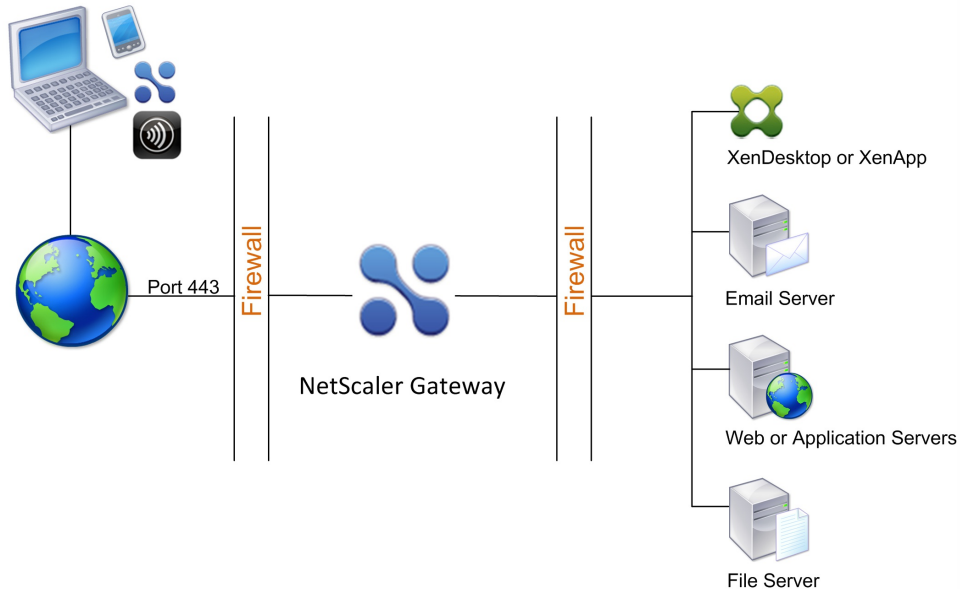 Port 443
Firewall
NetScaler Gateway
Firewall
XenDesktop or XenApp
Email Server
Web or Application Servers
File Server